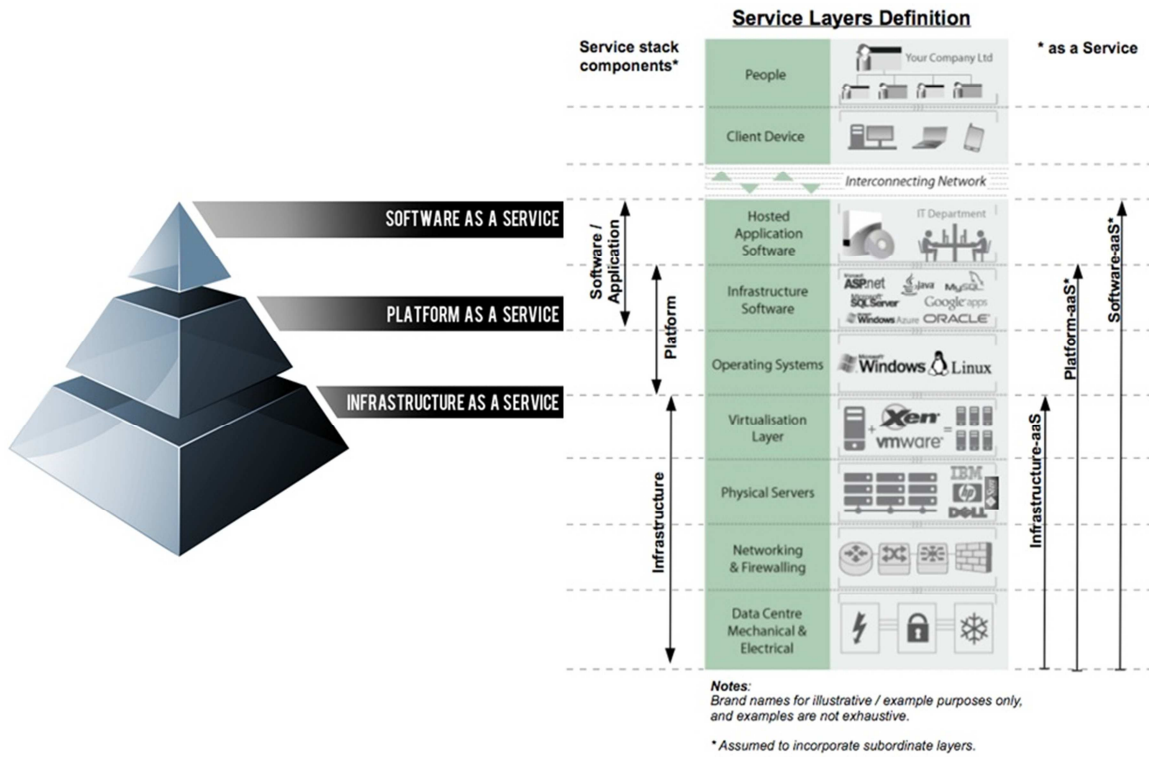 Service Layers Definition
Service stack
components*
* as a Service
People
Your Company Ltd
Client Device
Interconnecting Network
SOFTWARE AS A SERVICE
PLATFORM AS A SERVICE
INFRASTRUCTURE AS A SERVICE
Software /
Application
Platform
Infrastructure
Hosted
Application
Software
IT Department
Infrastructure
Software
Microsoft
ASP.net
Java
MySQL
Microsoft
SQL Server
Google apps
Windows Azure
ORACLE
Operating Systems
Microsoft
Windows
Linux
Virtualisation
Layer
+
Xen
=
vmware
Physical Servers
IBM
hp
DELL
Networking
& Firewalling
Data Centre
Mechanical &
Electrical
Infrastructure-aaS
Platform-aaS*
Software-aaS*
Notes:
Brand names for illustrative / example purposes only,
and examples are not exhaustive.
* Assumed to incorporate subordinate layers.